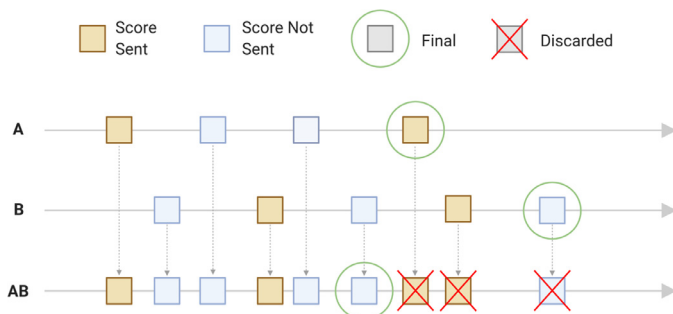 Score
Sent
Score Not
Sent
Final
Discarded
A
B
AB